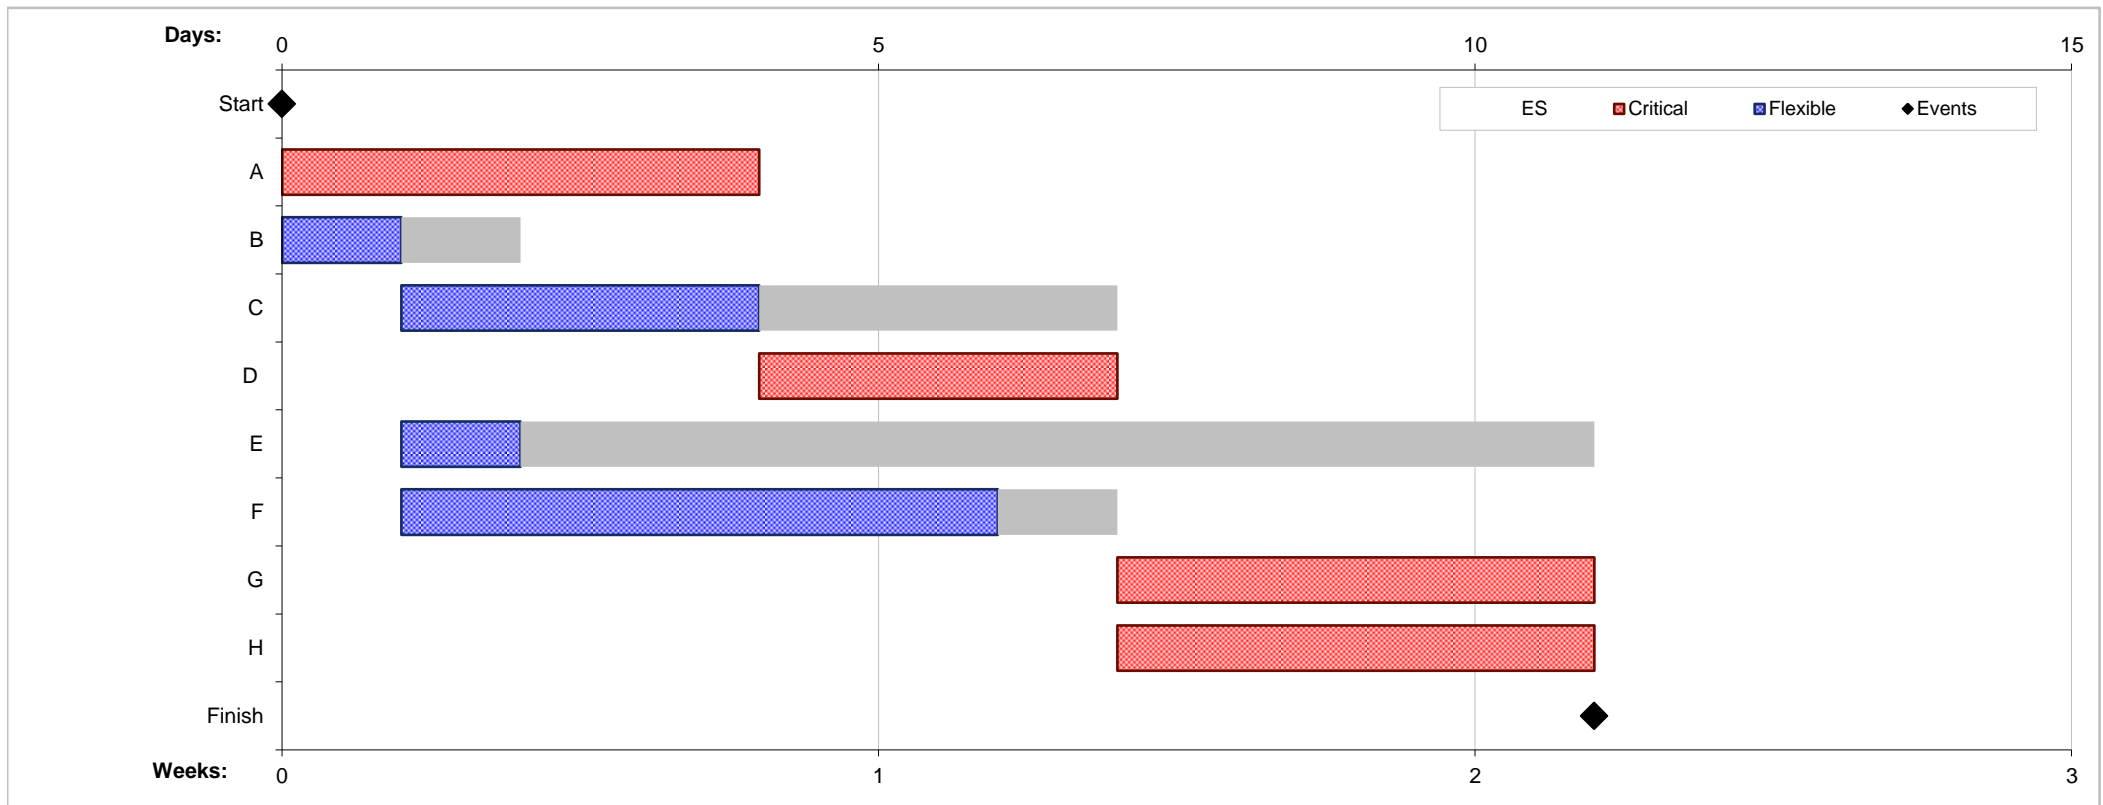 Days: 0 5 10 15
Start
ES Critical Flexible Events
A
B
C
D
E
F
G
H
Finish
Weeks: 0 1 2 3